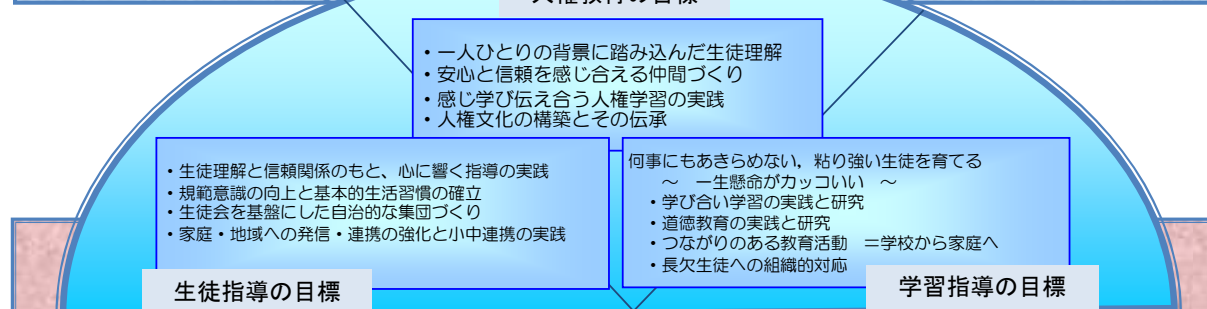 人権教育の目標
・一人ひとりの背景に踏み込んだ生徒理解
・安心と信頼を感じ合える仲間づくり
・感じ学び伝え合う人権学習の実践
・人権文化の構築とその伝承
・生徒理解と信頼関係のもと、心に響く指導の実践
・規範意識の向上と基本的生活習慣の確立
・生徒会を基盤にした自治的な集団づくり
・家庭・地域への発信・連携の強化と小中連携の実践
生徒指導の目標
何事にもあきらめない，粘り強い生徒を育てる
～　一生懸命がカッコいい　～
・学び合い学習の実践と研究
・道徳教育の実践と研究
・つながりのある教育活動　＝学校から家庭へ
・長欠生徒への組織的対応
学習指導の目標